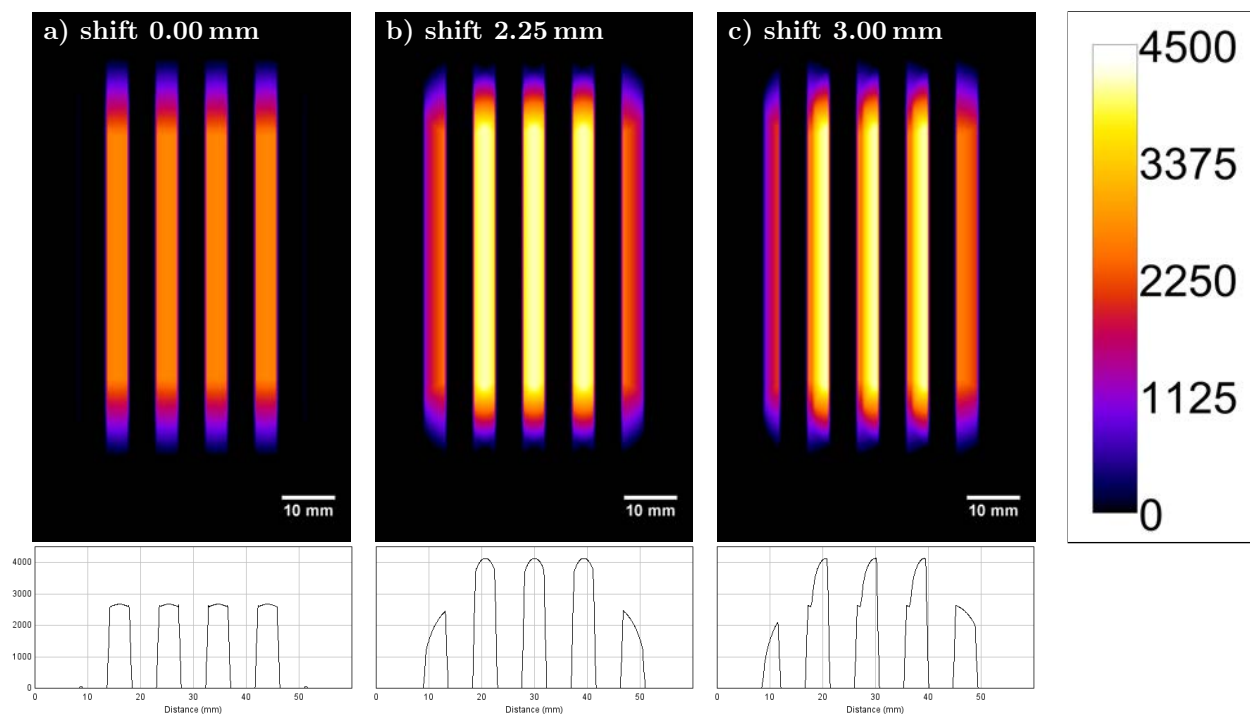 a) shift 0.00 mm
b) shift 2.25 mm
c) shift 3.00 mm
4500
3375
2250
1125
0
10 mm
10 mm
10 mm
4000
3000
2000
1000
0
0 10 20 30 40 50
Distance (mm)
0 10 20 30 40 50
Distance (mm)
0 10 20 30 40 50
Distance (mm)